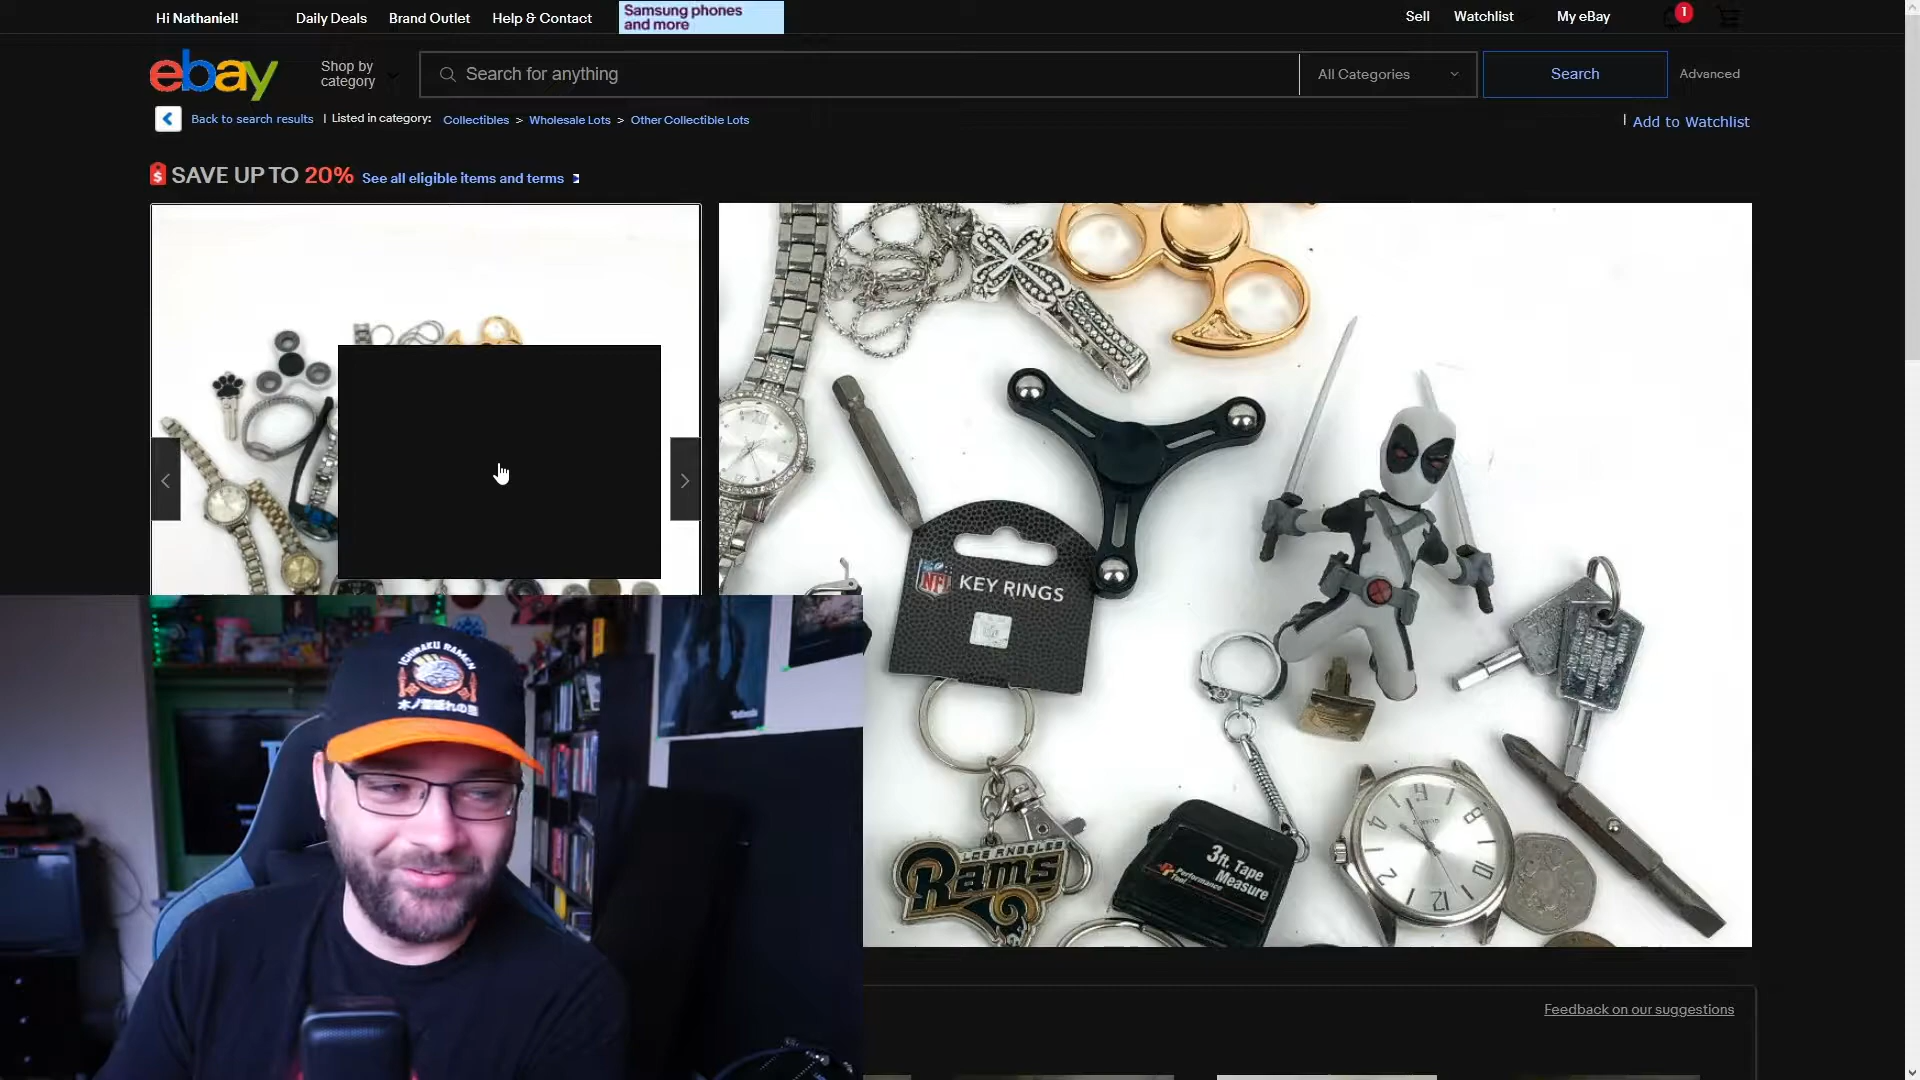 Hi Nathaniel!
Daily Deals
Brand Outlet
Help & Contact
Samsung phones
and more
Sell
Watchlist
My eBay
1
ebay
Shop by
category
Search for anything
All Categories
Search
Advanced
Back to search results
| Listed in category:
Collectibles > Wholesale Lots > Other Collectible Lots
| Add to Watchlist
SAVE UP TO 20%
See all eligible items and terms
NFL
KEY RINGS
LOS ANGELES
Rams
3ft. Tape
Measure
Performance
Tool
ICHIRAKU RAMEN
Feedback on our suggestions